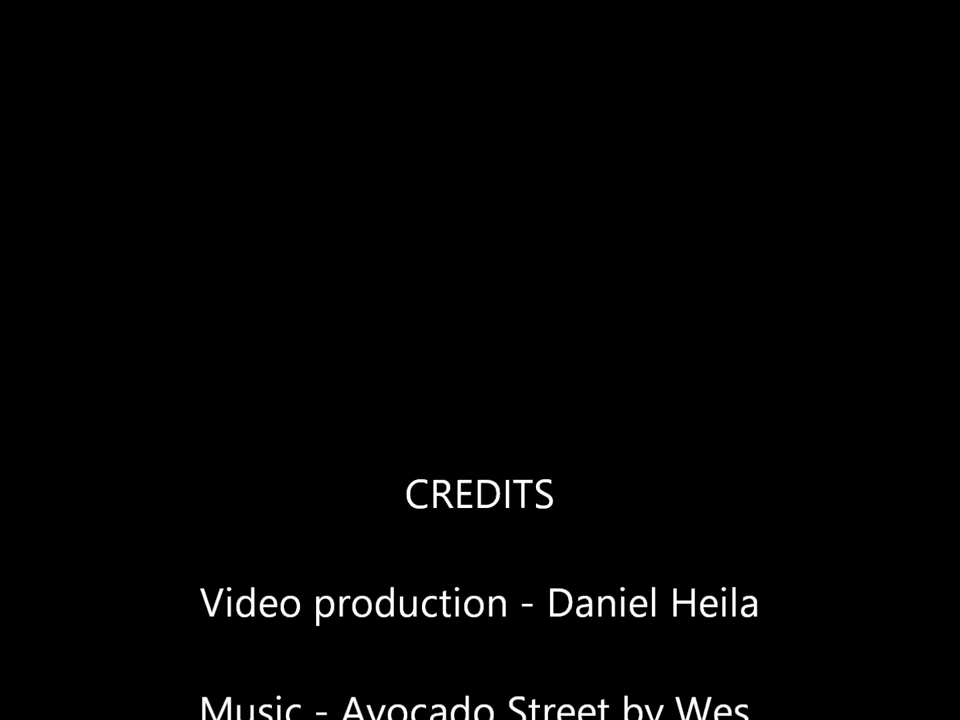 CREDITS
Video production - Daniel Heila
Music - Avocado Street by Wes